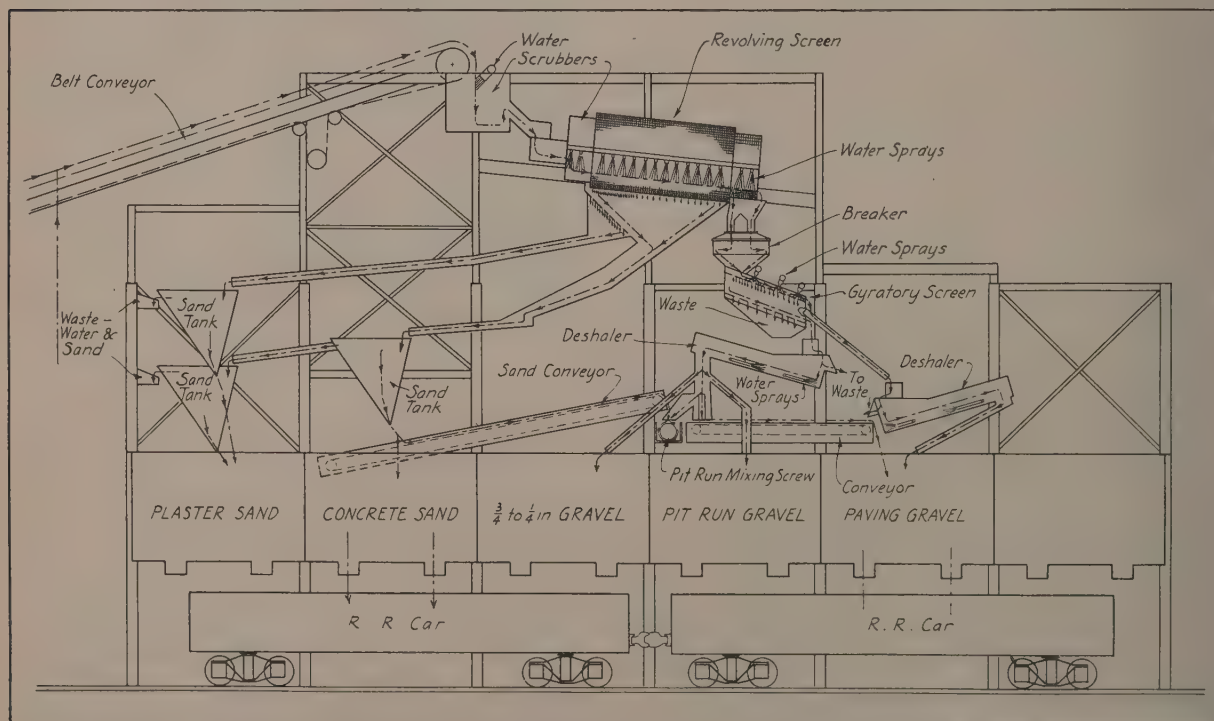 Water
Scrubbers
Revolving Screen
Belt Conveyor
Water Sprays
Breaker
Water Sprays
Gyratory Screen
Waste
Waste -
Water &
Sand
Sand
Tank
Deshaler
Deshaler
Sand Conveyor
Sand
Tank
Sand
Tank
Water
Sprays
To
Waste
Pit Run Mixing Screw
Conveyor
PLASTER SAND
CONCRETE SAND
3/4 to 1/4 in GRAVEL
PIT RUN GRAVEL
PAVING GRAVEL
R R Car
R. R. Car